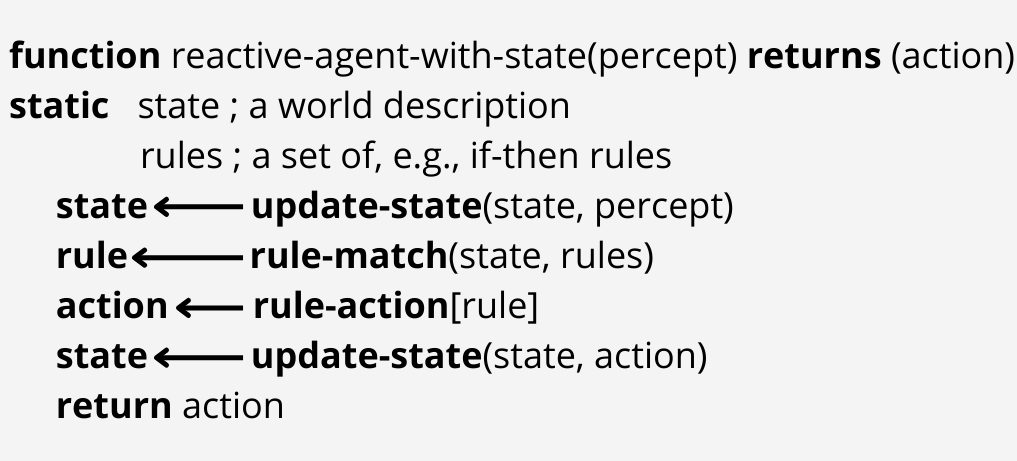 function reactive-agent-with-state(percept) returns (action)
static state ; a world description
rules ; a set of, e.g., if-then rules
state ← update-state(state, percept)
rule ← rule-match(state, rules)
action ← rule-action[rule]
state ← update-state(state, action)
return action